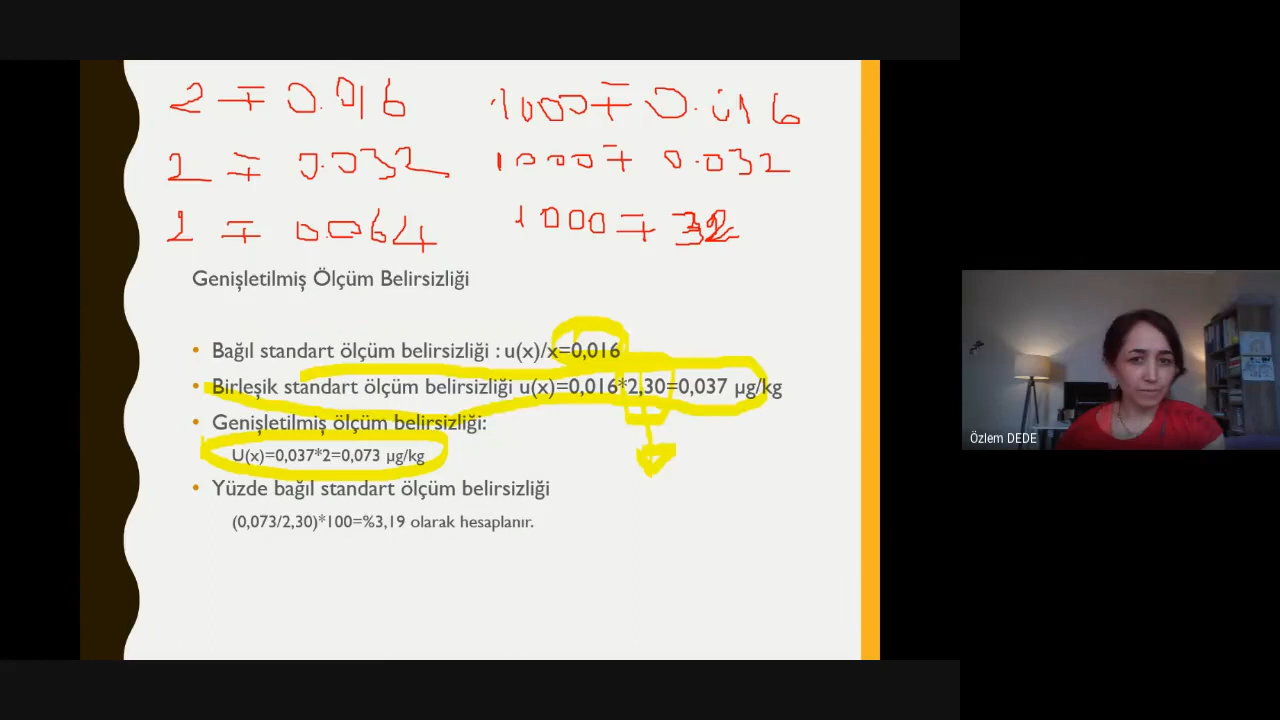 2 ∓ 0.016 1000 ∓ 0.016
2 ∓ 0.032 1000 ∓ 0.032
2 ∓ 0.064 1000 ∓ 32
Genişletilmiş Ölçüm Belirsizliği
• Bağıl standart ölçüm belirsizliği : u(x)/x=0,016
• Birleşik standart ölçüm belirsizliği u(x)=0,016*2,30=0,037 µg/kg
• Genişletilmiş ölçüm belirsizliği:
U(x)=0,037*2=0,073 µg/kg
• Yüzde bağıl standart ölçüm belirsizliği
(0,073/2,30)*100=%3,19 olarak hesaplanır.
Özlem DEDE